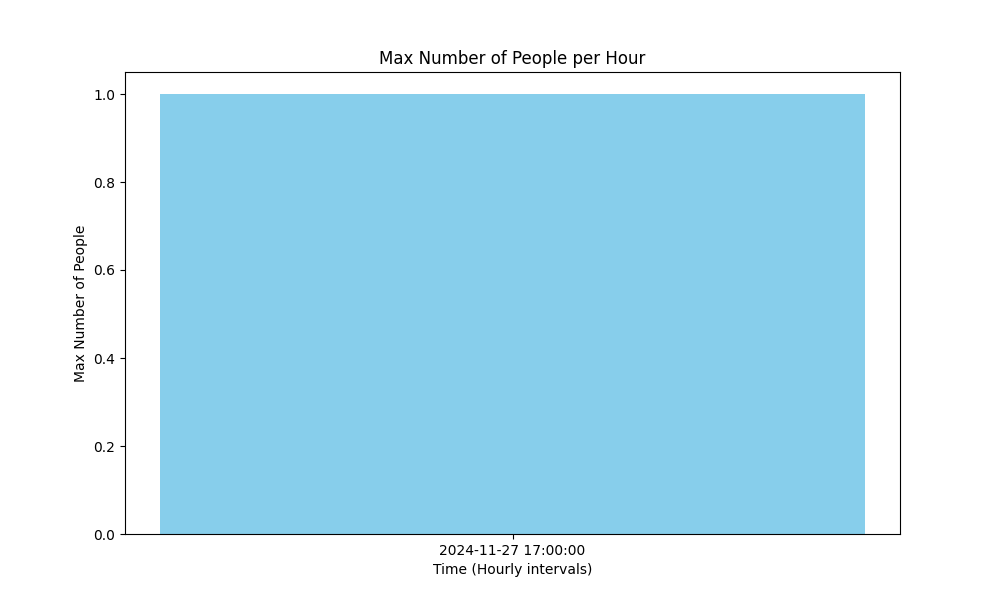 Max Number of People per Hour
1.0
0.8
0.6
0.4
0.2
0.0
Max Number of People
2024-11-27 17:00:00
Time (Hourly intervals)